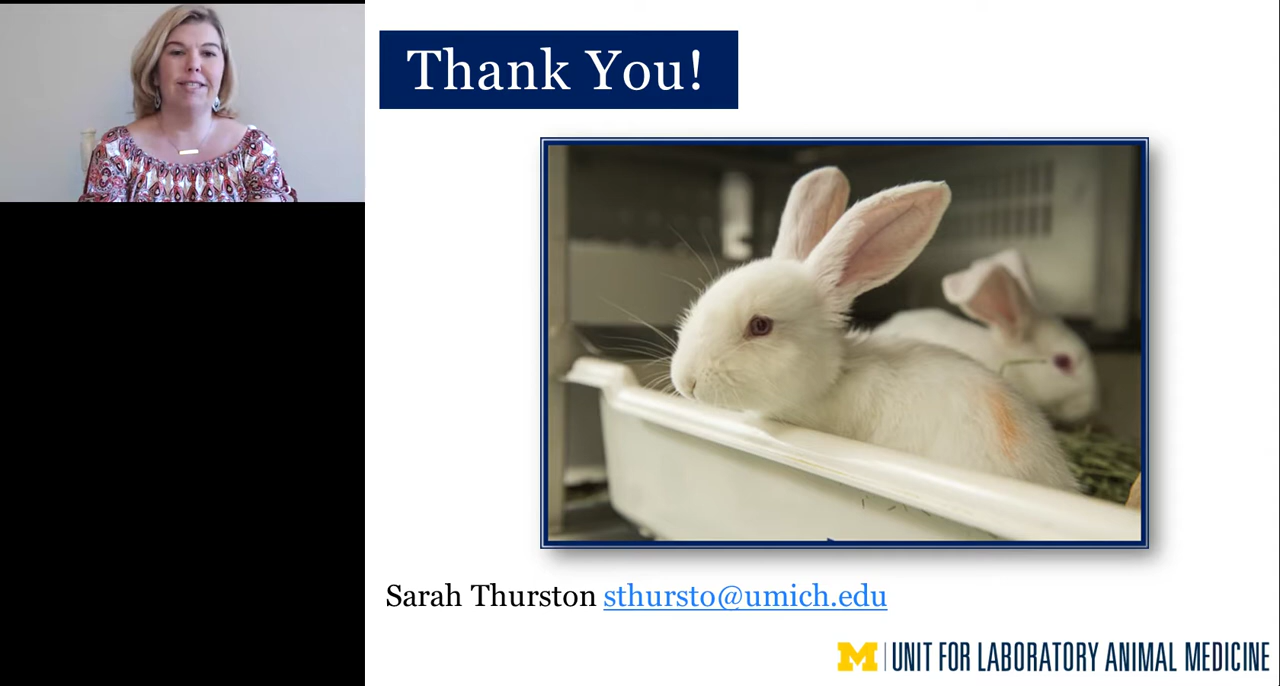 Thank You!
Sarah Thurston sthursto@umich.edu
M | UNIT FOR LABORATORY ANIMAL MEDICINE